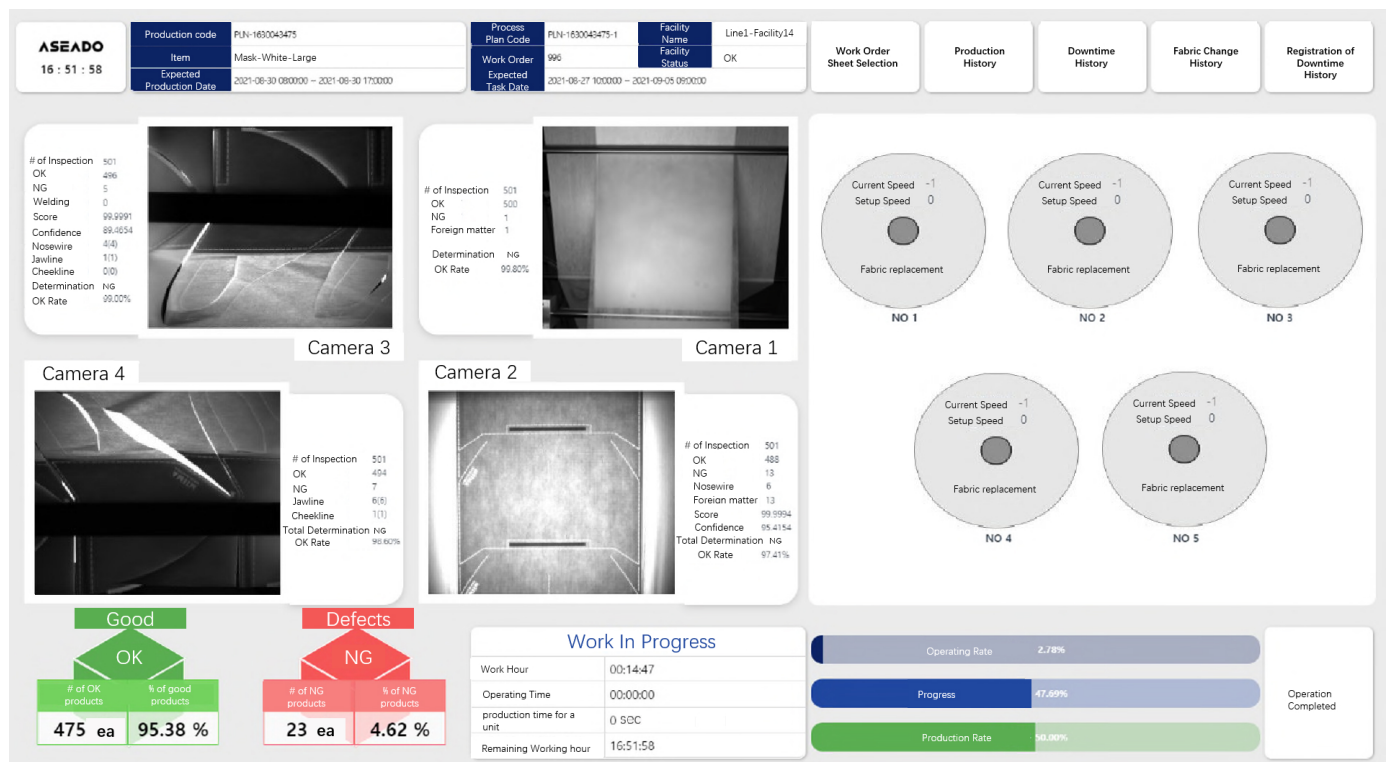 ASEADO
16 : 51 : 58
Production code PLN-1630043475
Item Mask-White-Large
Expected Production Date 2021-08-30 08:00:00 ~ 2021-08-30 17:00:00
Process Plan Code PLN-1630043475-1
Facility Name Line1-Facility14
Work Order 996
Facility Status OK
Expected Task Date 2021-08-27 10:00:00 ~ 2021-09-05 09:00:00
Work Order Sheet Selection
Production History
Downtime History
Fabric Change History
Registration of Downtime History
# of Inspection 501
OK 496
NG 5
Welding 0
Score 99.9991
Confidence 89.4654
Nosewire 4(4)
Jawline 1(1)
Cheekline 0(0)
Determination NG
OK Rate 99.00%
Camera 3
# of Inspection 501
OK 500
NG 1
Foreign matter 1
Determination NG
OK Rate 99.80%
Camera 1
Camera 4
# of Inspection 501
OK 494
NG 7
Jawline 6(6)
Cheekline 1(1)
Total Determination NG
OK Rate 98.60%
Camera 2
# of Inspection 501
OK 488
NG 13
Nosewire 6
Foreian matter 13
Score 99.9994
Confidence 95.4154
Total Determination NG
OK Rate 97.41%
Current Speed -1
Setup Speed 0
Fabric replacement
NO 1
Current Speed -1
Setup Speed 0
Fabric replacement
NO 2
Current Speed -1
Setup Speed 0
Fabric replacement
NO 3
Current Speed -1
Setup Speed 0
Fabric replacement
NO 4
Current Speed -1
Setup Speed 0
Fabric replacement
NO 5
Good
OK
# of OK products
% of good products
475 ea
95.38 %
Defects
NG
# of NG products
% of NG products
23 ea
4.62 %
Work In Progress
Work Hour 00:14:47
Operating Time 00:00:00
production time for a unit 0 SEC
Remaining Working hour 16:51:58
Operating Rate 2.78%
Progress 47.69%
Production Rate 50.00%
Operation Completed